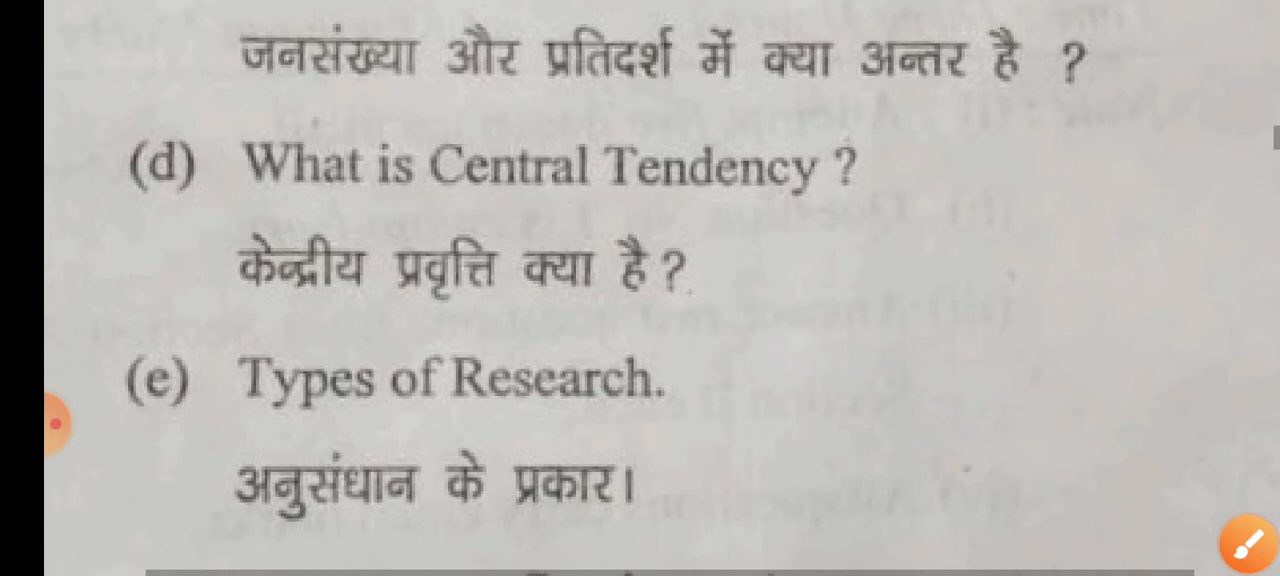 जनसंख्या और प्रतिदर्श में क्या अन्तर है ?
(d) What is Central Tendency ?
केन्द्रीय प्रवृत्ति क्या है ?
(e) Types of Research.
अनुसंधान के प्रकार।